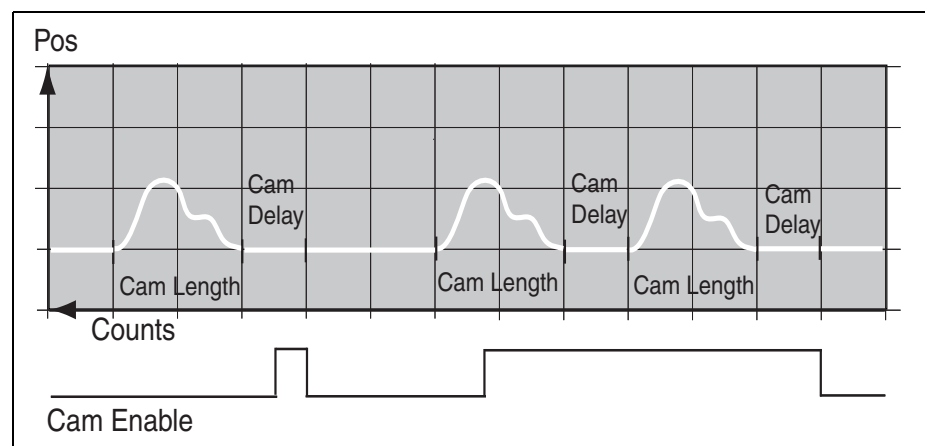 Pos
Cam
Delay
Cam
Delay
Cam
Delay
Cam Length
Cam Length
Cam Length
Counts
Cam Enable